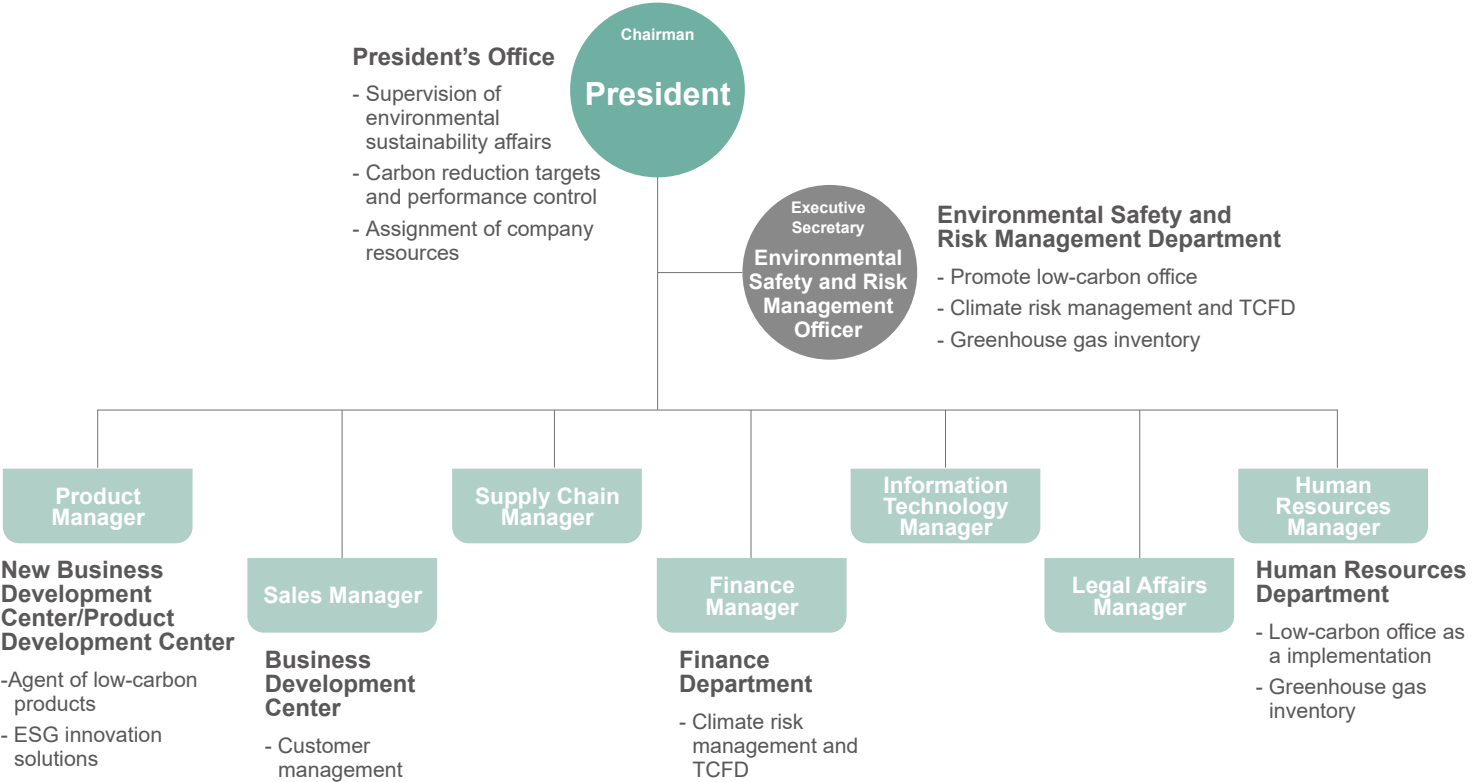 Chairman
President
President’s Office
- Supervision of
environmental
sustainability affairs
- Carbon reduction targets
and performance control
- Assignment of company
resources
Executive
Secretary
Environmental
Safety and Risk
Management
Officer
Environmental Safety and
Risk Management Department
- Promote low-carbon office
- Climate risk management and TCFD
- Greenhouse gas inventory
Product
Manager
New Business
Development
Center/Product
Development Center
-Agent of low-carbon
products
- ESG innovation
solutions
Sales Manager
Business
Development
Center
- Customer
management
Supply Chain
Manager
Finance
Manager
Finance
Department
- Climate risk
management and
TCFD
Information
Technology
Manager
Legal Affairs
Manager
Human
Resources
Manager
Human Resources
Department
- Low-carbon office as
a implementation
- Greenhouse gas
inventory